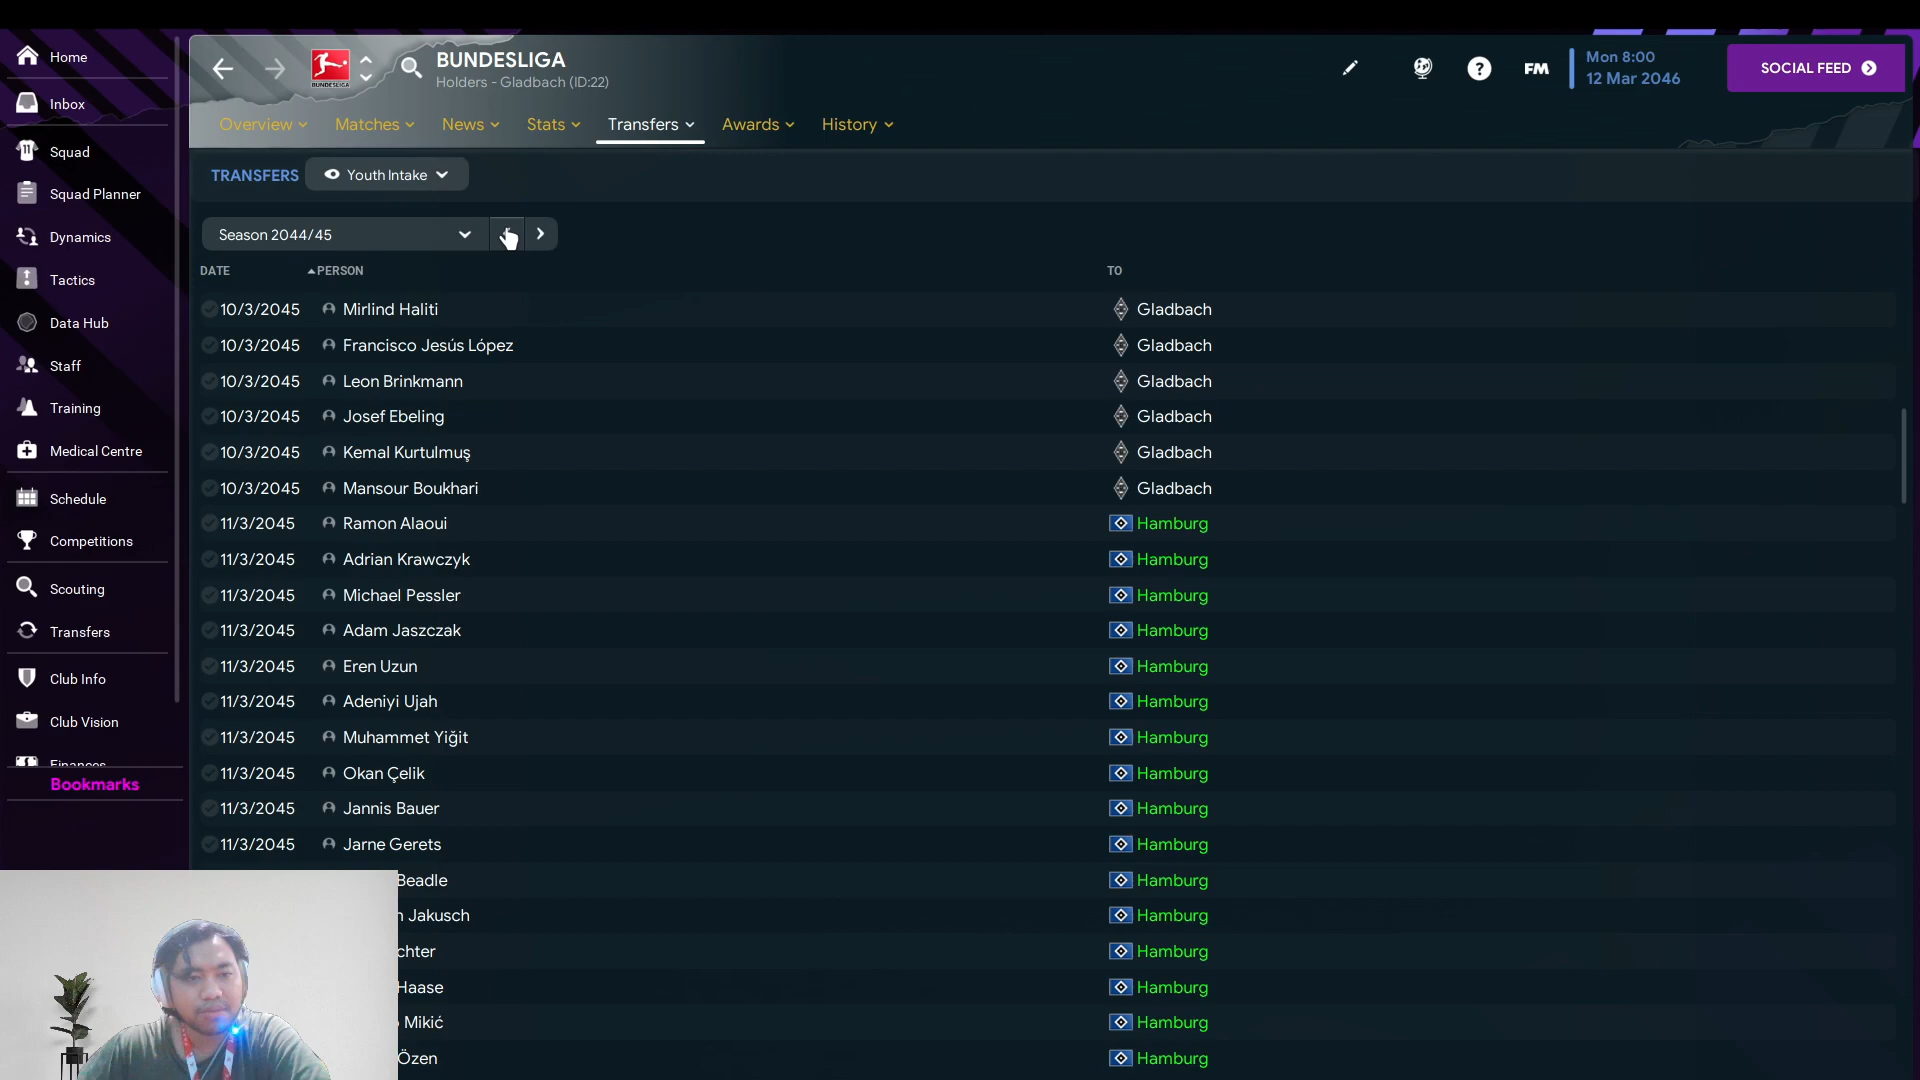 Home
Inbox
Squad
Squad Planner
Dynamics
Tactics
Data Hub
Staff
Training
Medical Centre
Schedule
Competitions
Scouting
Transfers
Club Info
Club Vision
Finances
Bookmarks
BUNDESLIGA
BUNDESLIGA
Holders - Gladbach (ID:22)
FM
Mon 8:00
12 Mar 2046
SOCIAL FEED
Overview Matches News Stats Transfers Awards History
TRANSFERS Youth Intake
Season 2044/45
DATE PERSON TO
10/3/2045 Mirlind Haliti Gladbach
10/3/2045 Francisco Jesús López Gladbach
10/3/2045 Leon Brinkmann Gladbach
10/3/2045 Josef Ebeling Gladbach
10/3/2045 Kemal Kurtulmuş Gladbach
10/3/2045 Mansour Boukhari Gladbach
11/3/2045 Ramon Alaoui Hamburg
11/3/2045 Adrian Krawczyk Hamburg
11/3/2045 Michael Pessler Hamburg
11/3/2045 Adam Jaszczak Hamburg
11/3/2045 Eren Uzun Hamburg
11/3/2045 Adeniyi Ujah Hamburg
11/3/2045 Muhammet Yiğit Hamburg
11/3/2045 Okan Çelik Hamburg
11/3/2045 Jannis Bauer Hamburg
11/3/2045 Jarne Gerets Hamburg
Beadle Hamburg
Jakusch Hamburg
chter Hamburg
Haase Hamburg
Mikić Hamburg
Özen Hamburg